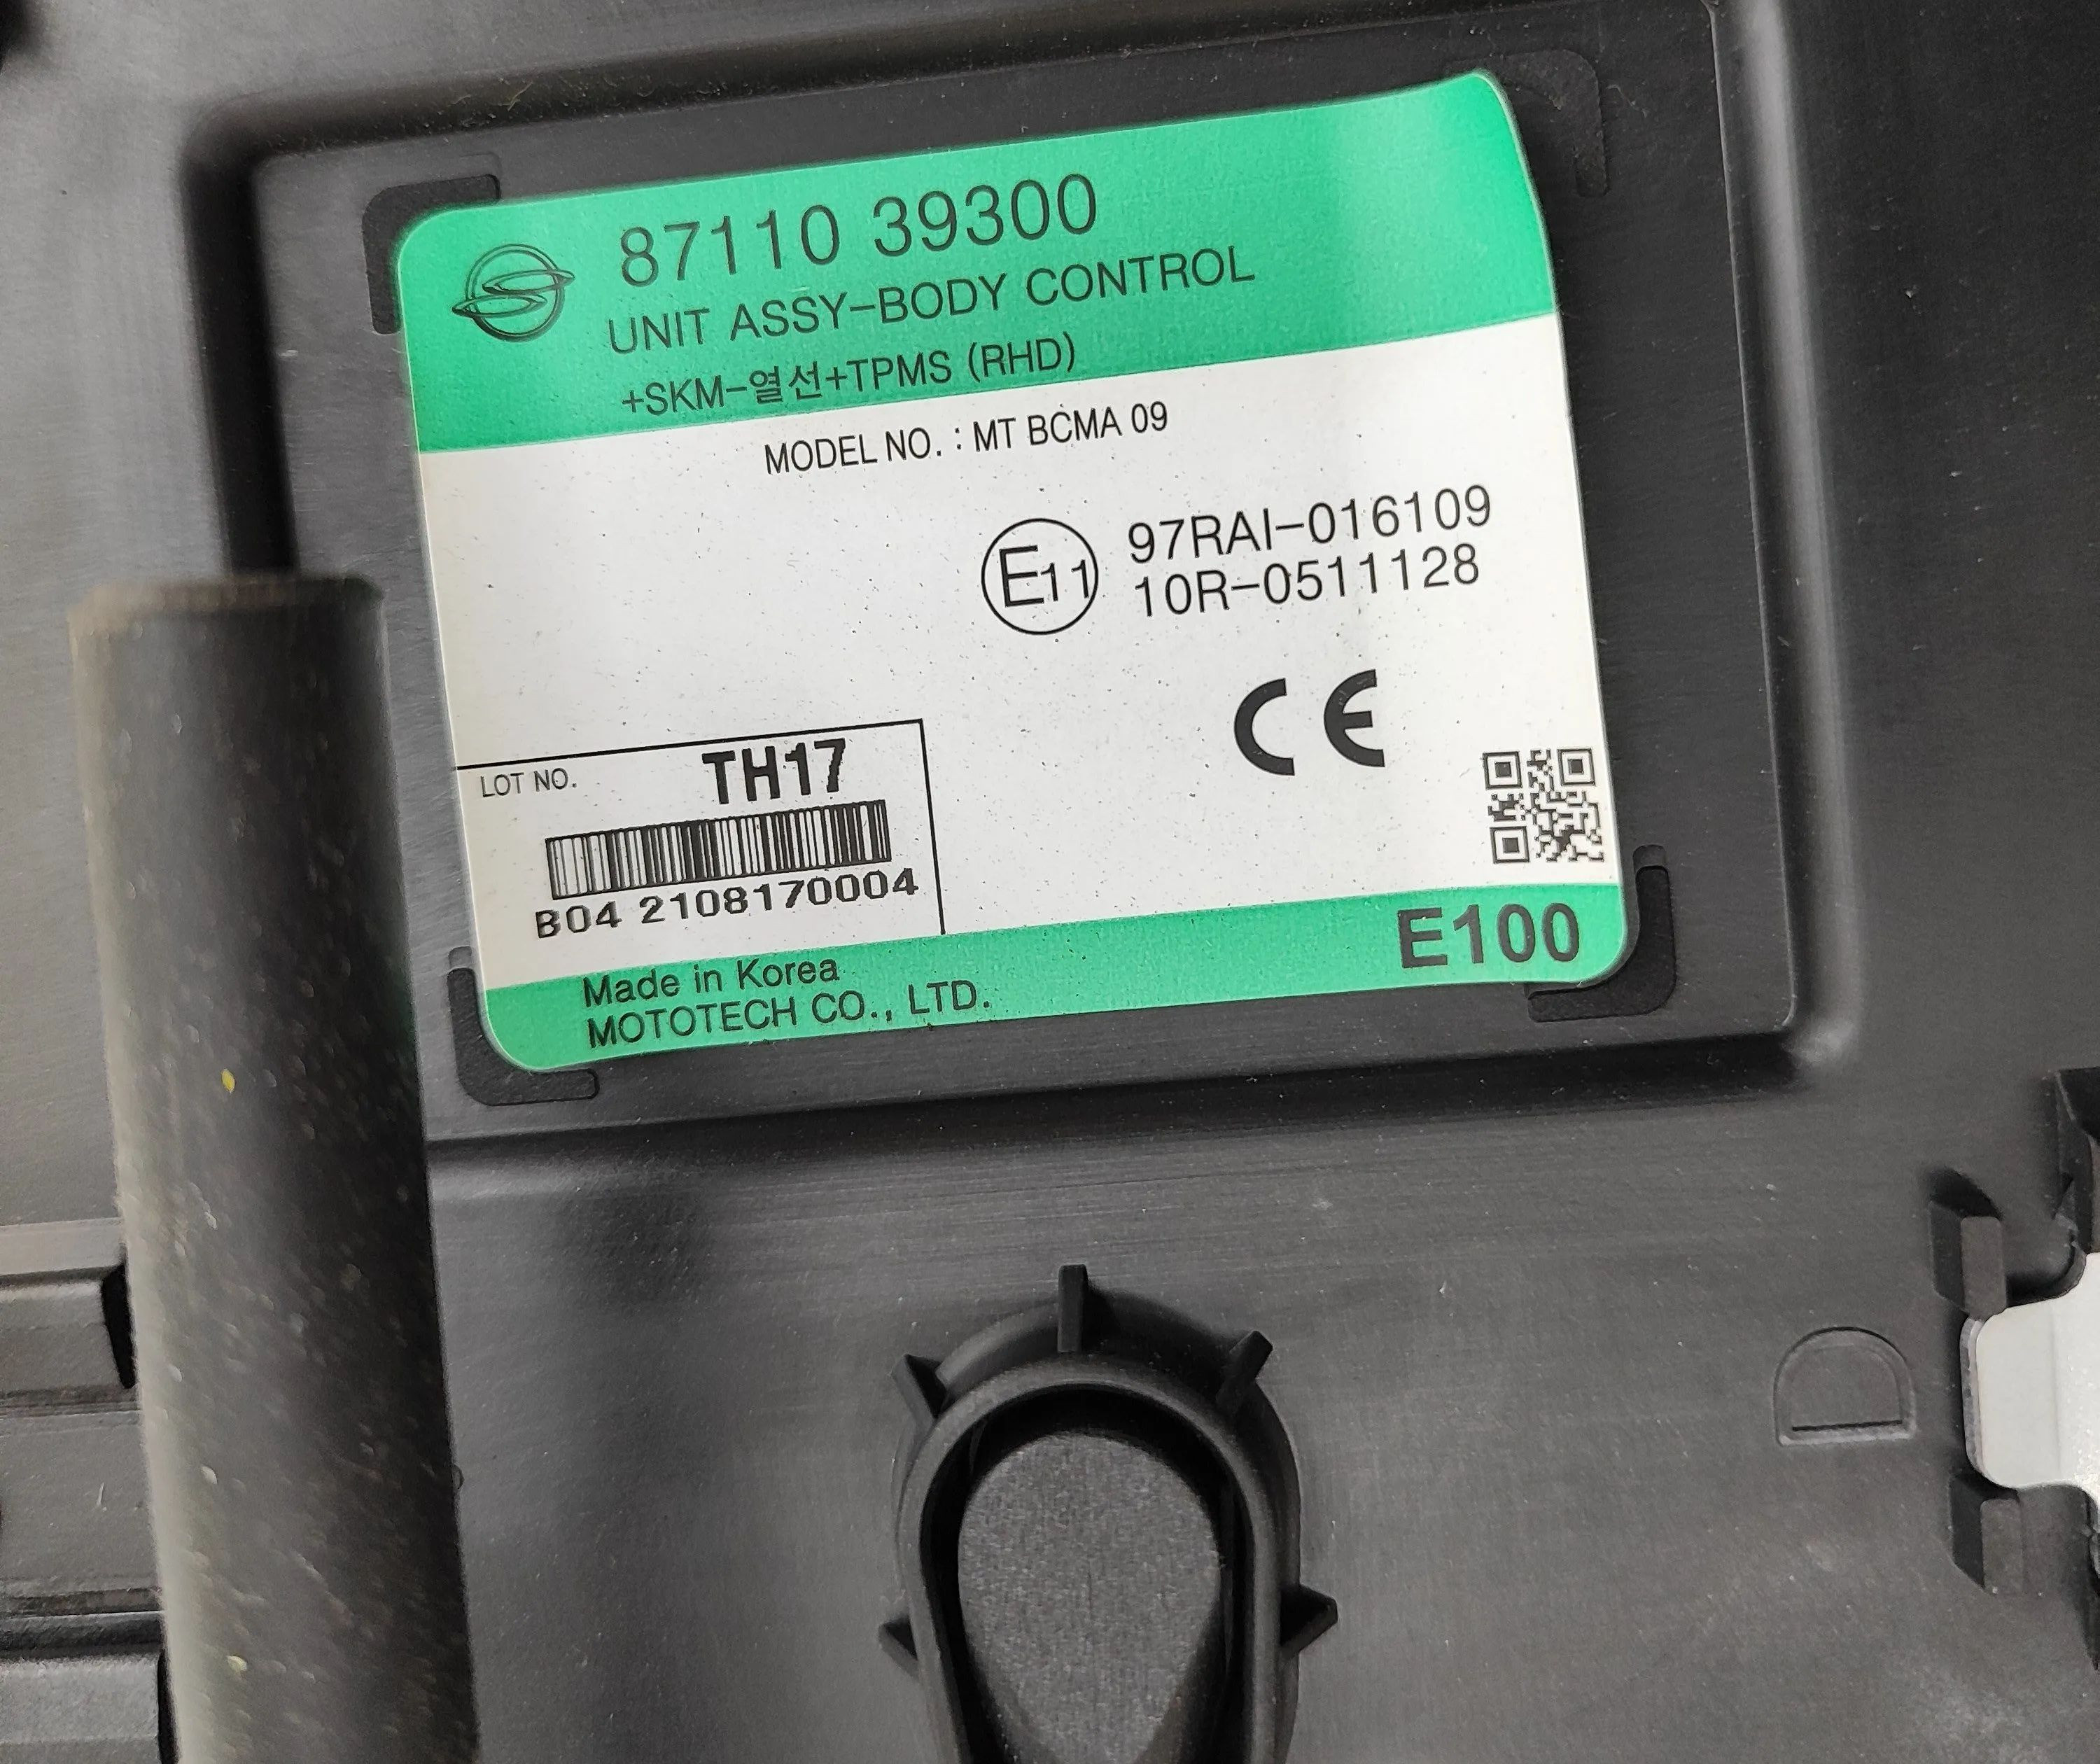 87110 39300
UNIT ASSY-BODY CONTROL
+SKM-열선+TPMS (RHD)
MODEL NO. : MT BCMA 09
E11
97RAI-016109
10R-0511128
CE
LOT NO.
TH17
B04 2108170004
Made in Korea
MOTOTECH CO., LTD.
E100
D